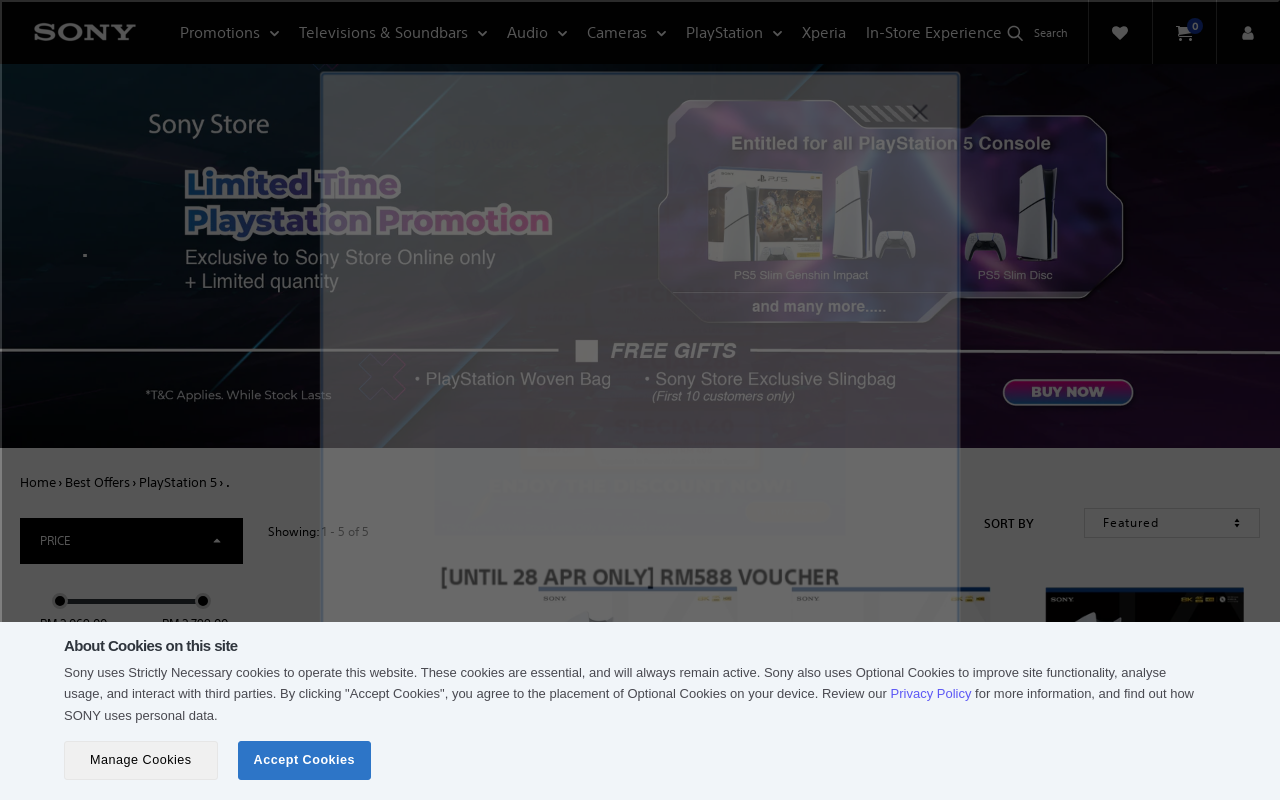 SONY
Promotions
Televisions & Soundbars
Audio
Cameras
PlayStation
Xperia
In-Store Experience
Search
0
Sony Store
Limited Time
Playstation Promotion
Exclusive to Sony Store Online only
+ Limited quantity
Entitled for all PlayStation 5 Console
PS5 Slim Genshin Impact
PS5 Slim Disc
and many more.....
FREE GIFTS
• PlayStation Woven Bag
• Sony Store Exclusive Slingbag
(First 10 customers only)
*T&C Applies. While Stock Lasts
BUY NOW
Home › Best Offers › PlayStation 5 › .
PRICE
Showing: 1 - 5 of 5
SORT BY
Featured
[UNTIL 28 APR ONLY] RM588 VOUCHER
SONY
SONY
SONY
About Cookies on this site
Sony uses Strictly Necessary cookies to operate this website. These cookies are essential, and will always remain active. Sony also uses Optional Cookies to improve site functionality, analyse
usage, and interact with third parties. By clicking "Accept Cookies", you agree to the placement of Optional Cookies on your device. Review our Privacy Policy for more information, and find out how
SONY uses personal data.
Manage Cookies
Accept Cookies